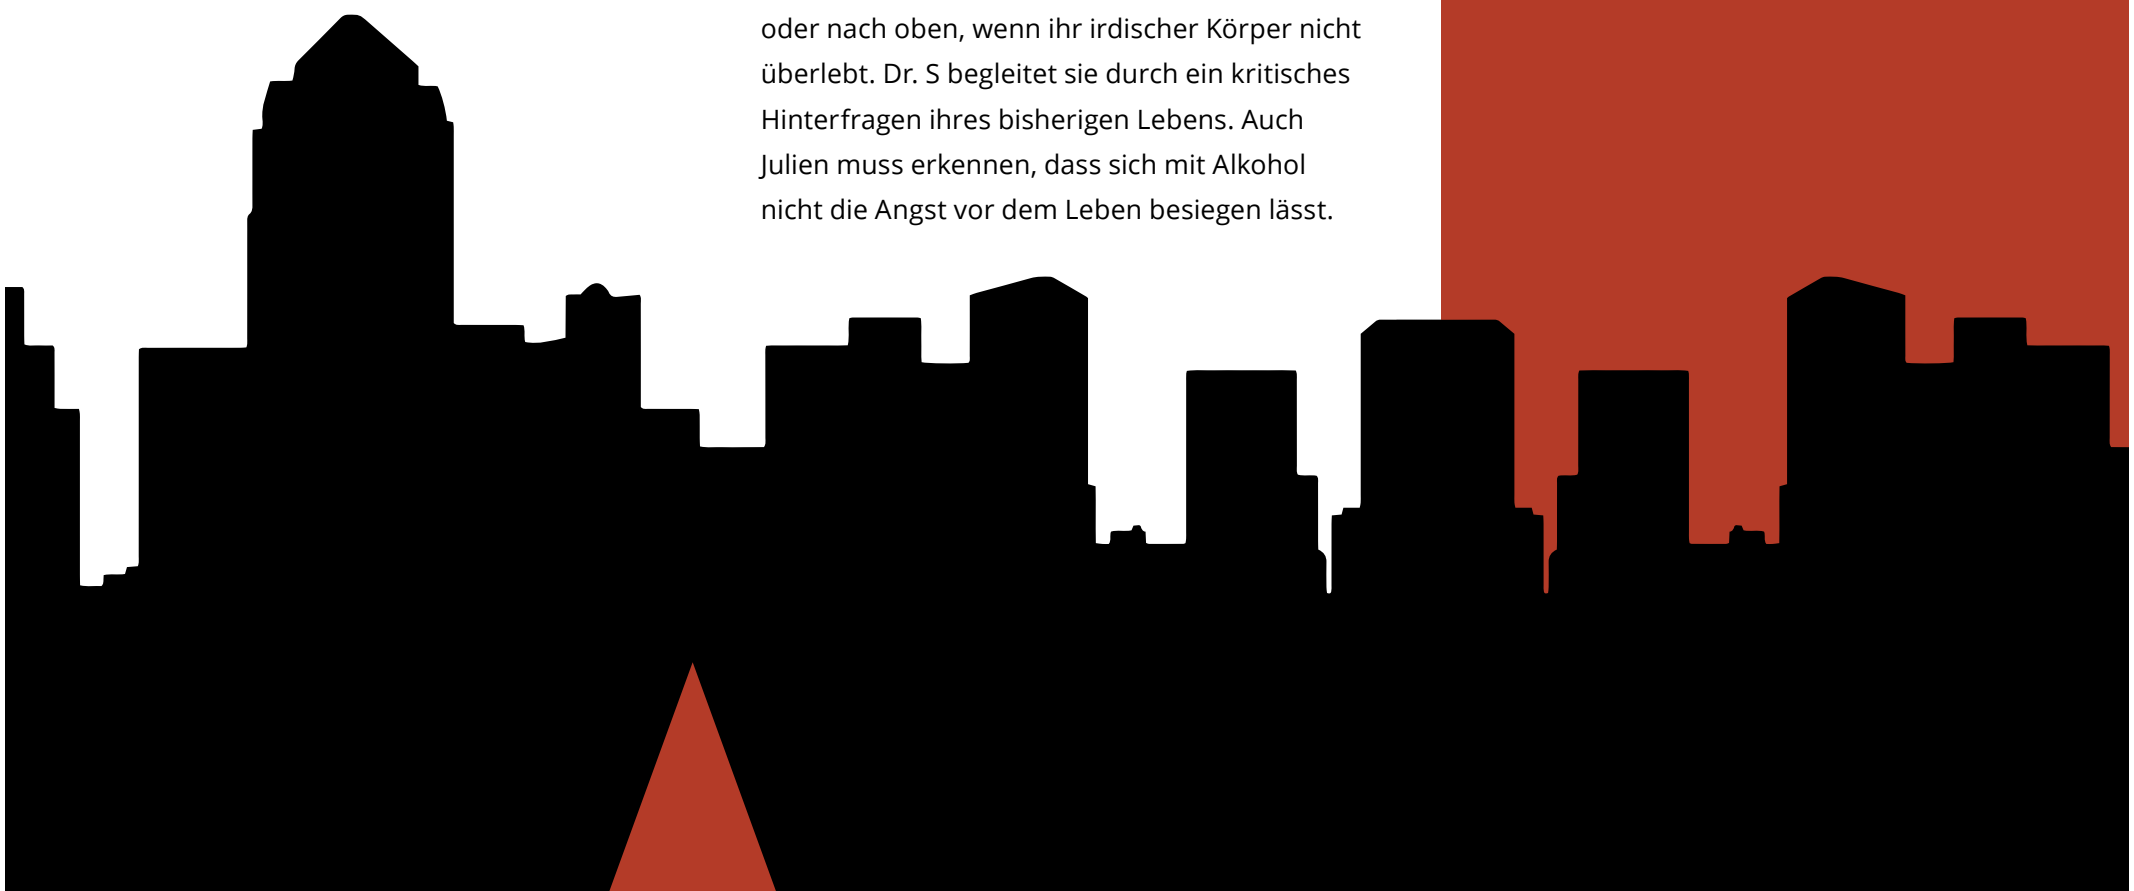 oder nach oben, wenn ihr irdischer Körper nicht
überlebt. Dr. S begleitet sie durch ein kritisches
Hinterfragen ihres bisherigen Lebens. Auch
Julien muss erkennen, dass sich mit Alkohol
nicht die Angst vor dem Leben besiegen lässt.